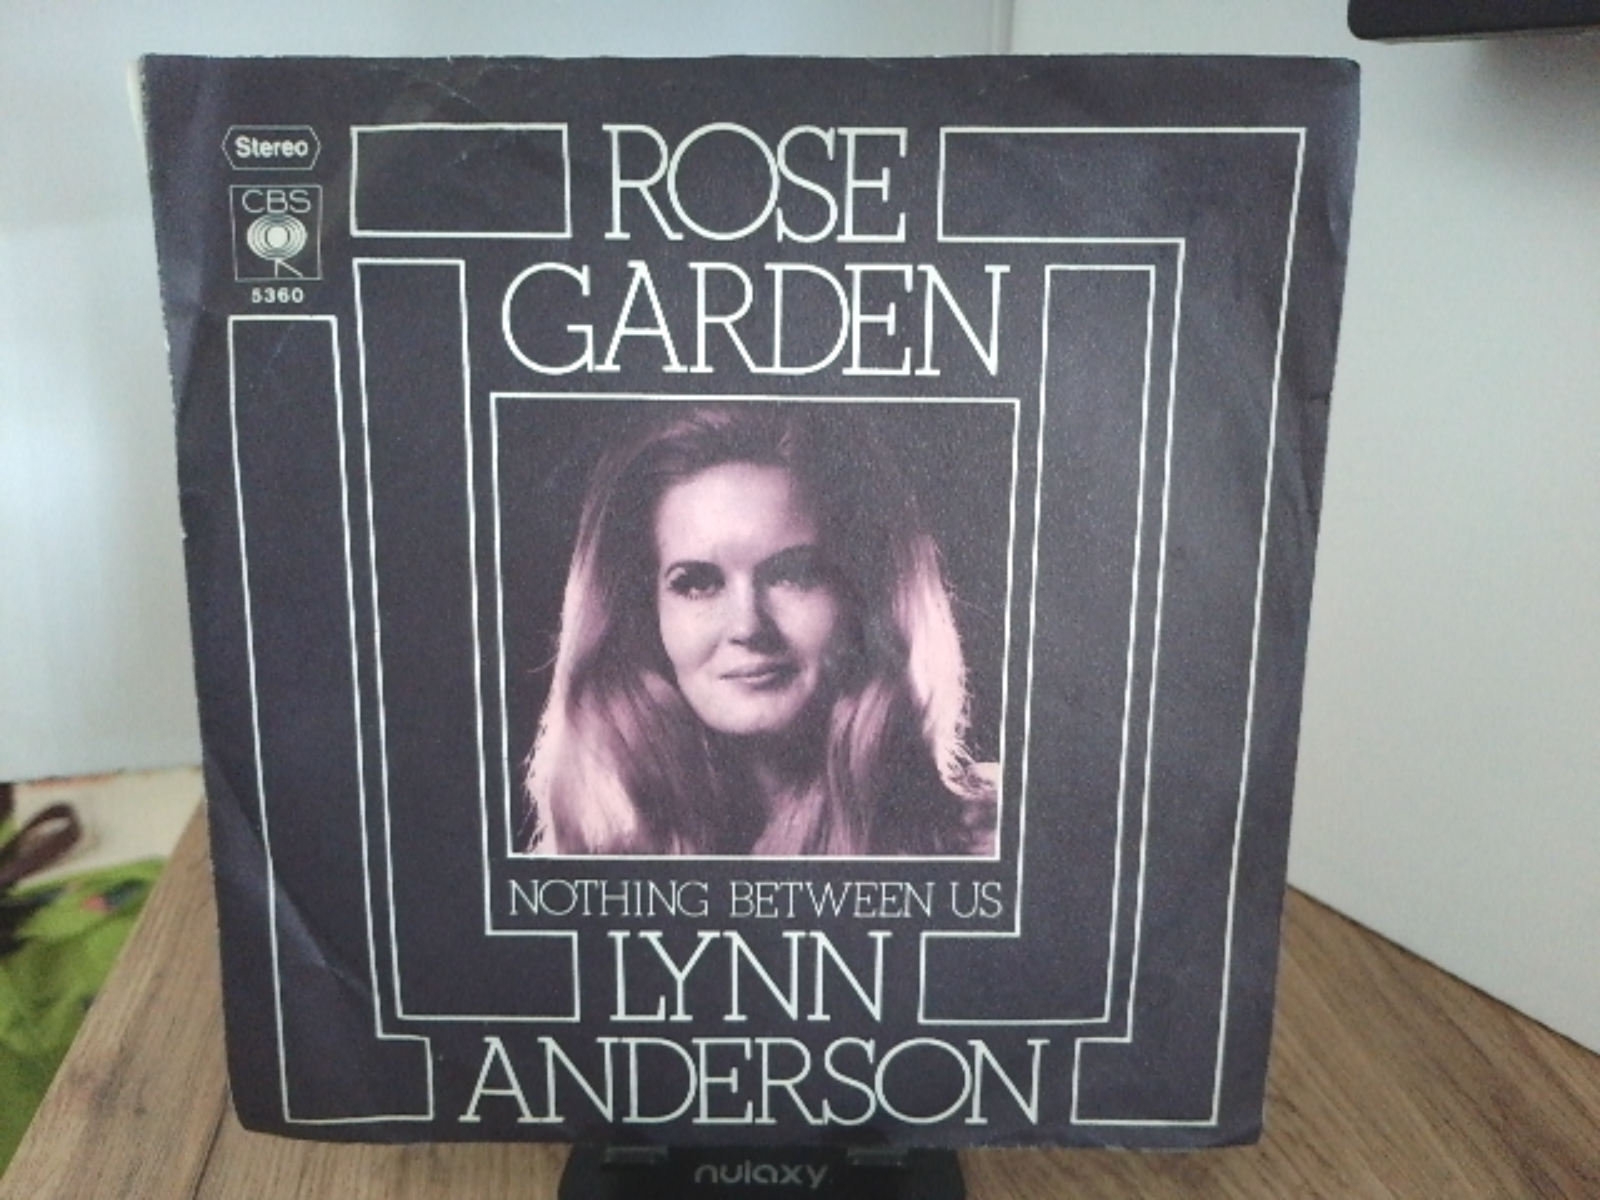 Stereo
CBS
5360
ROSE
GARDEN
NOTHING BETWEEN US
LYNN
ANDERSON
nulaxy